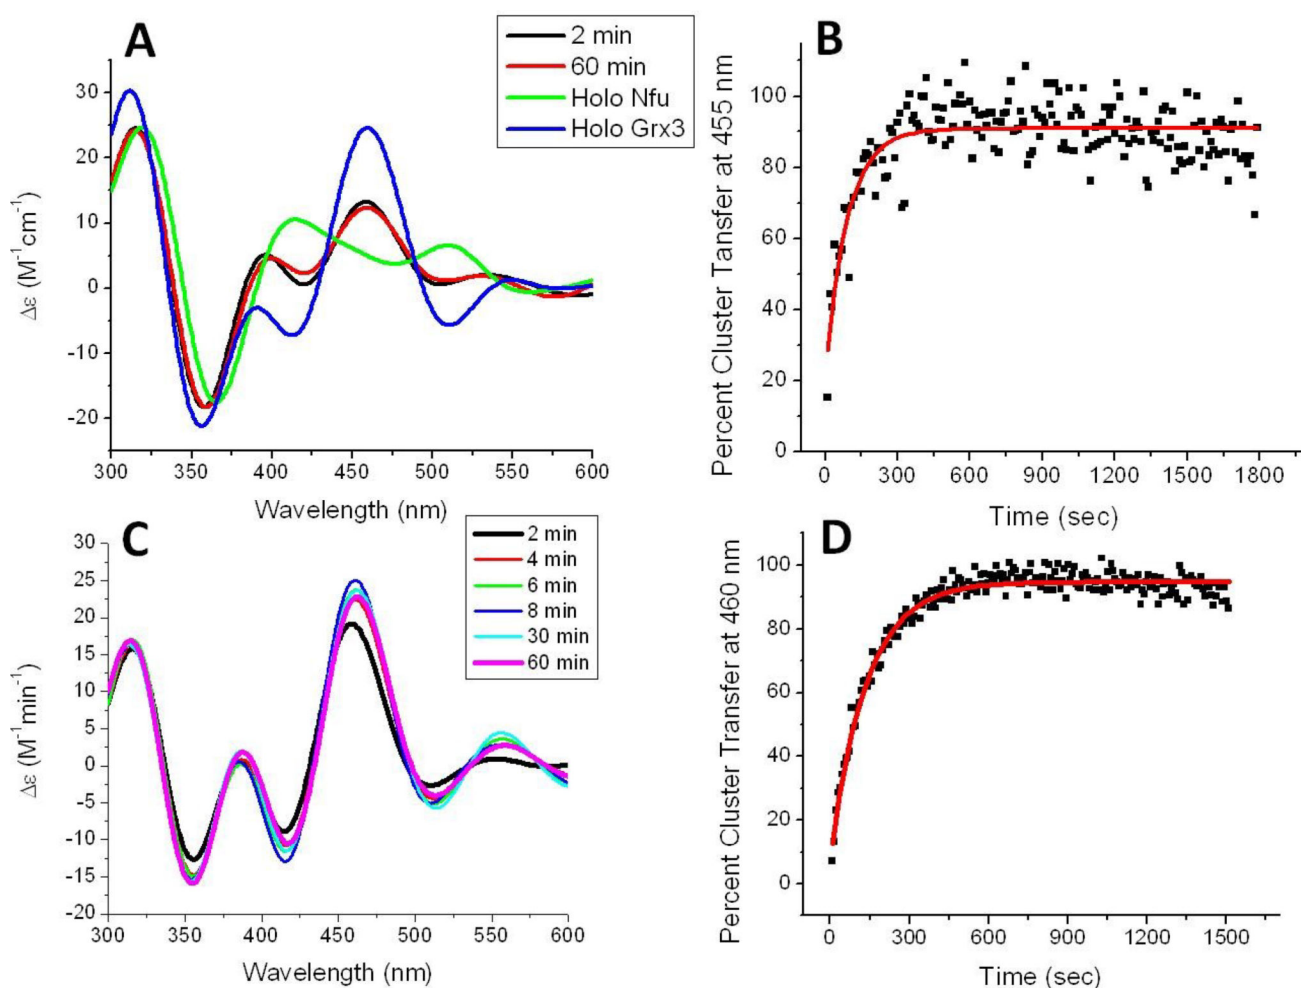 A
2 min
60 min
Holo Nfu
Holo Grx3
30
20
10
0
-10
-20
Δε (M⁻¹cm⁻¹)
300 350 400 450 500 550 600
Wavelength (nm)
B
100
80
60
40
20
0
Percent Cluster Tansfer at 455 nm
0 300 600 900 1200 1500 1800
Time (sec)
C
2 min
4 min
6 min
8 min
30 min
60 min
30
25
20
15
10
5
0
-5
-10
-15
-20
Δε (M⁻¹min⁻¹)
300 350 400 450 500 550 600
Wavelength (nm)
D
100
80
60
40
20
0
Percent Cluster Transfer at 460 nm
0 300 600 900 1200 1500
Time (sec)